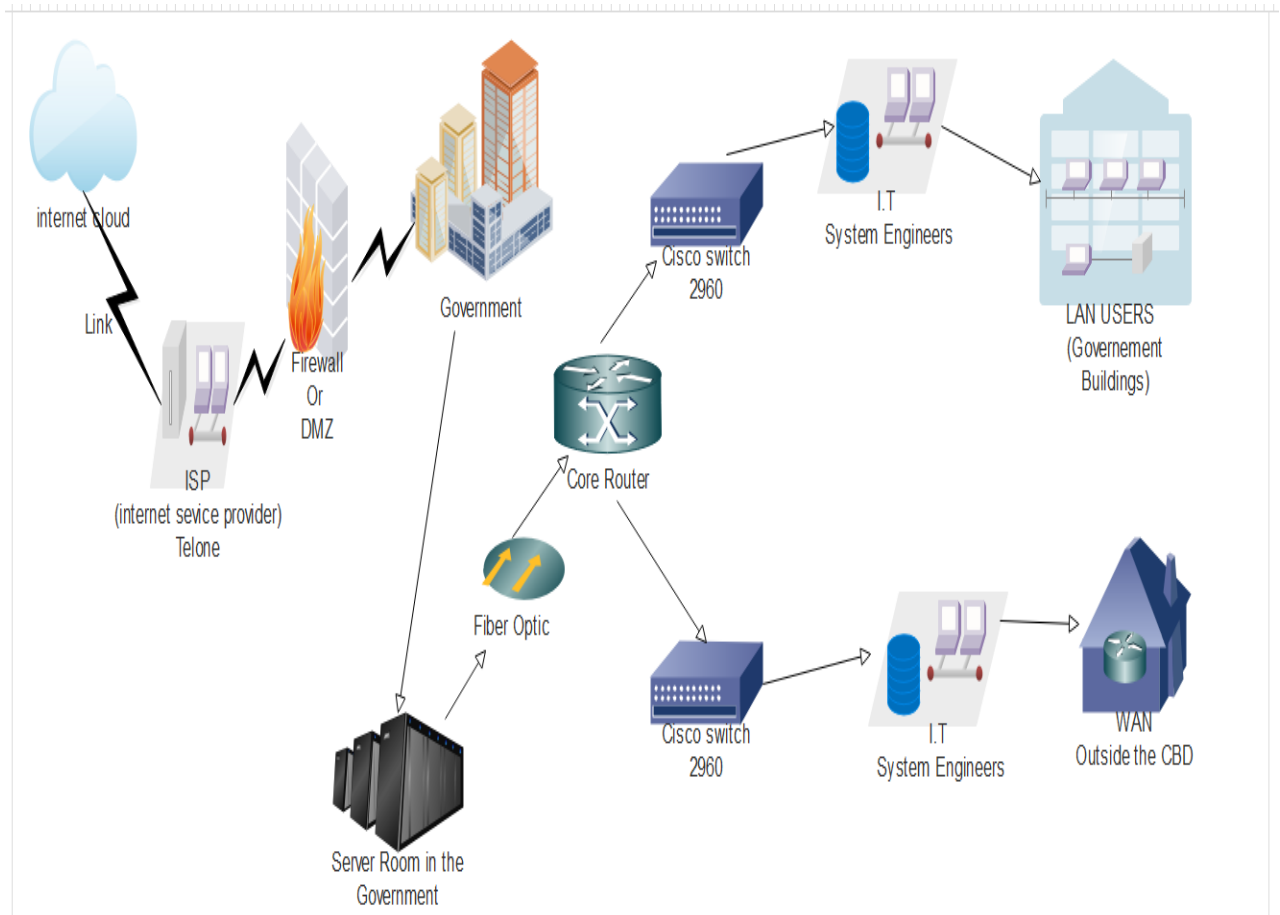 internet cloud
Link
ISP
(internet sevice provider)
Telone
Firewall
Or
DMZ
Government
Server Room in the
Government
Fiber Optic
Core Router
Cisco switch
2960
I.T
System Engineers
LAN USERS
(Governement
Buildings)
Cisco switch
2960
I.T
System Engineers
WAN
Outside the CBD